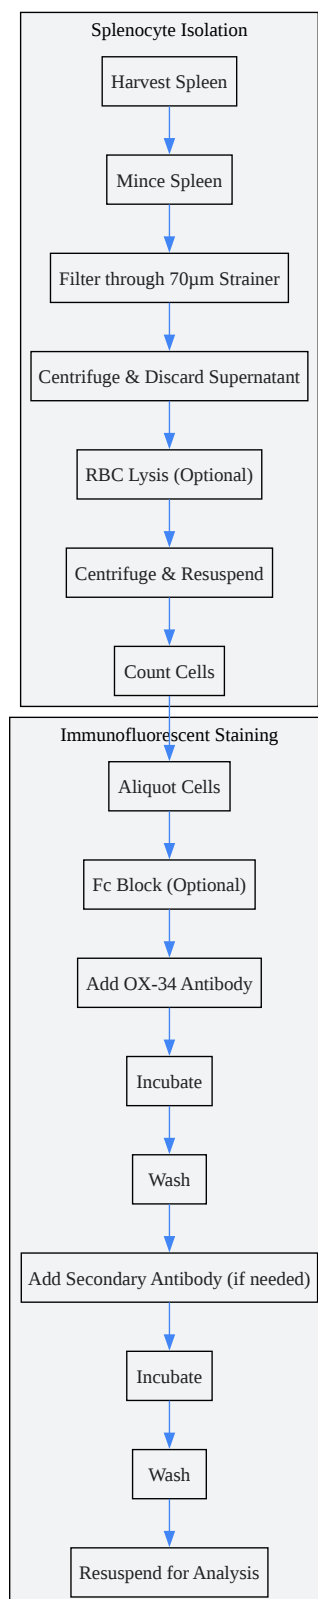 Splenocyte Isolation
Harvest Spleen
Mince Spleen
Filter through 70µm Strainer
Centrifuge & Discard Supernatant
RBC Lysis (Optional)
Centrifuge & Resuspend
Count Cells
Immunofluorescent Staining
Aliquot Cells
Fc Block (Optional)
Add OX-34 Antibody
Incubate
Wash
Add Secondary Antibody (if needed)
Incubate
Wash
Resuspend for Analysis